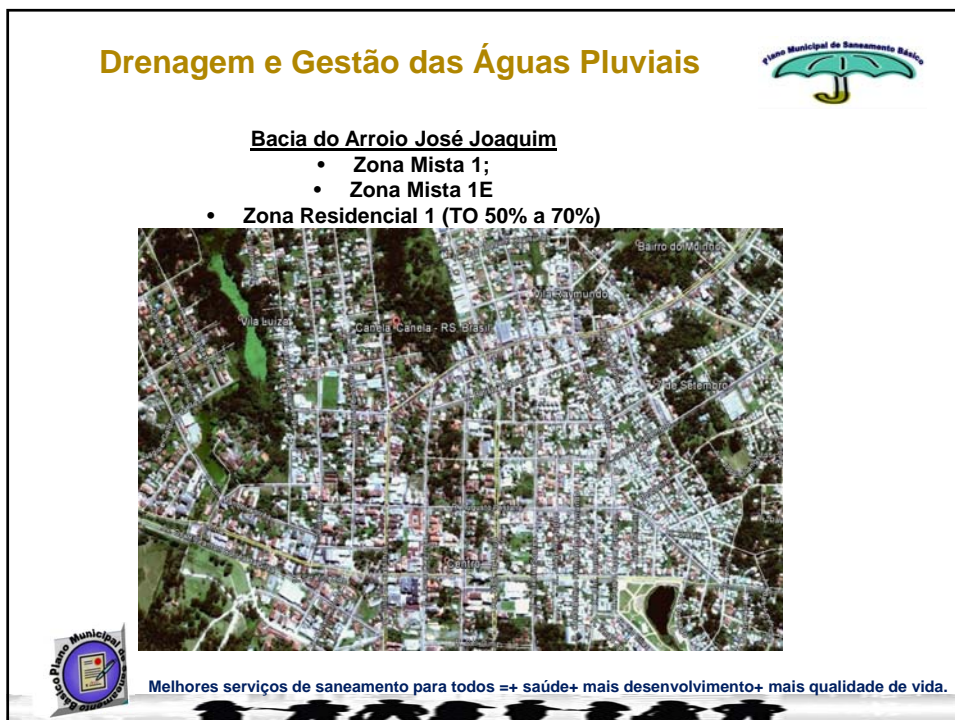 Drenagem e Gestão das Águas Pluviais
Plano Municipal de Saneamento Básico
Bacia do Arroio José Joaquim
• Zona Mista 1;
• Zona Mista 1E
• Zona Residencial 1 (TO 50% a 70%)
Bairro do Moinho
Vila Raymundo
Vila Luiza
Canela Canela - RS, Brasil
7 de Setembro
Centro
Plano Municipal de Saneamento Básico
Melhores serviços de saneamento para todos =+ saúde+ mais desenvolvimento+ mais qualidade de vida.